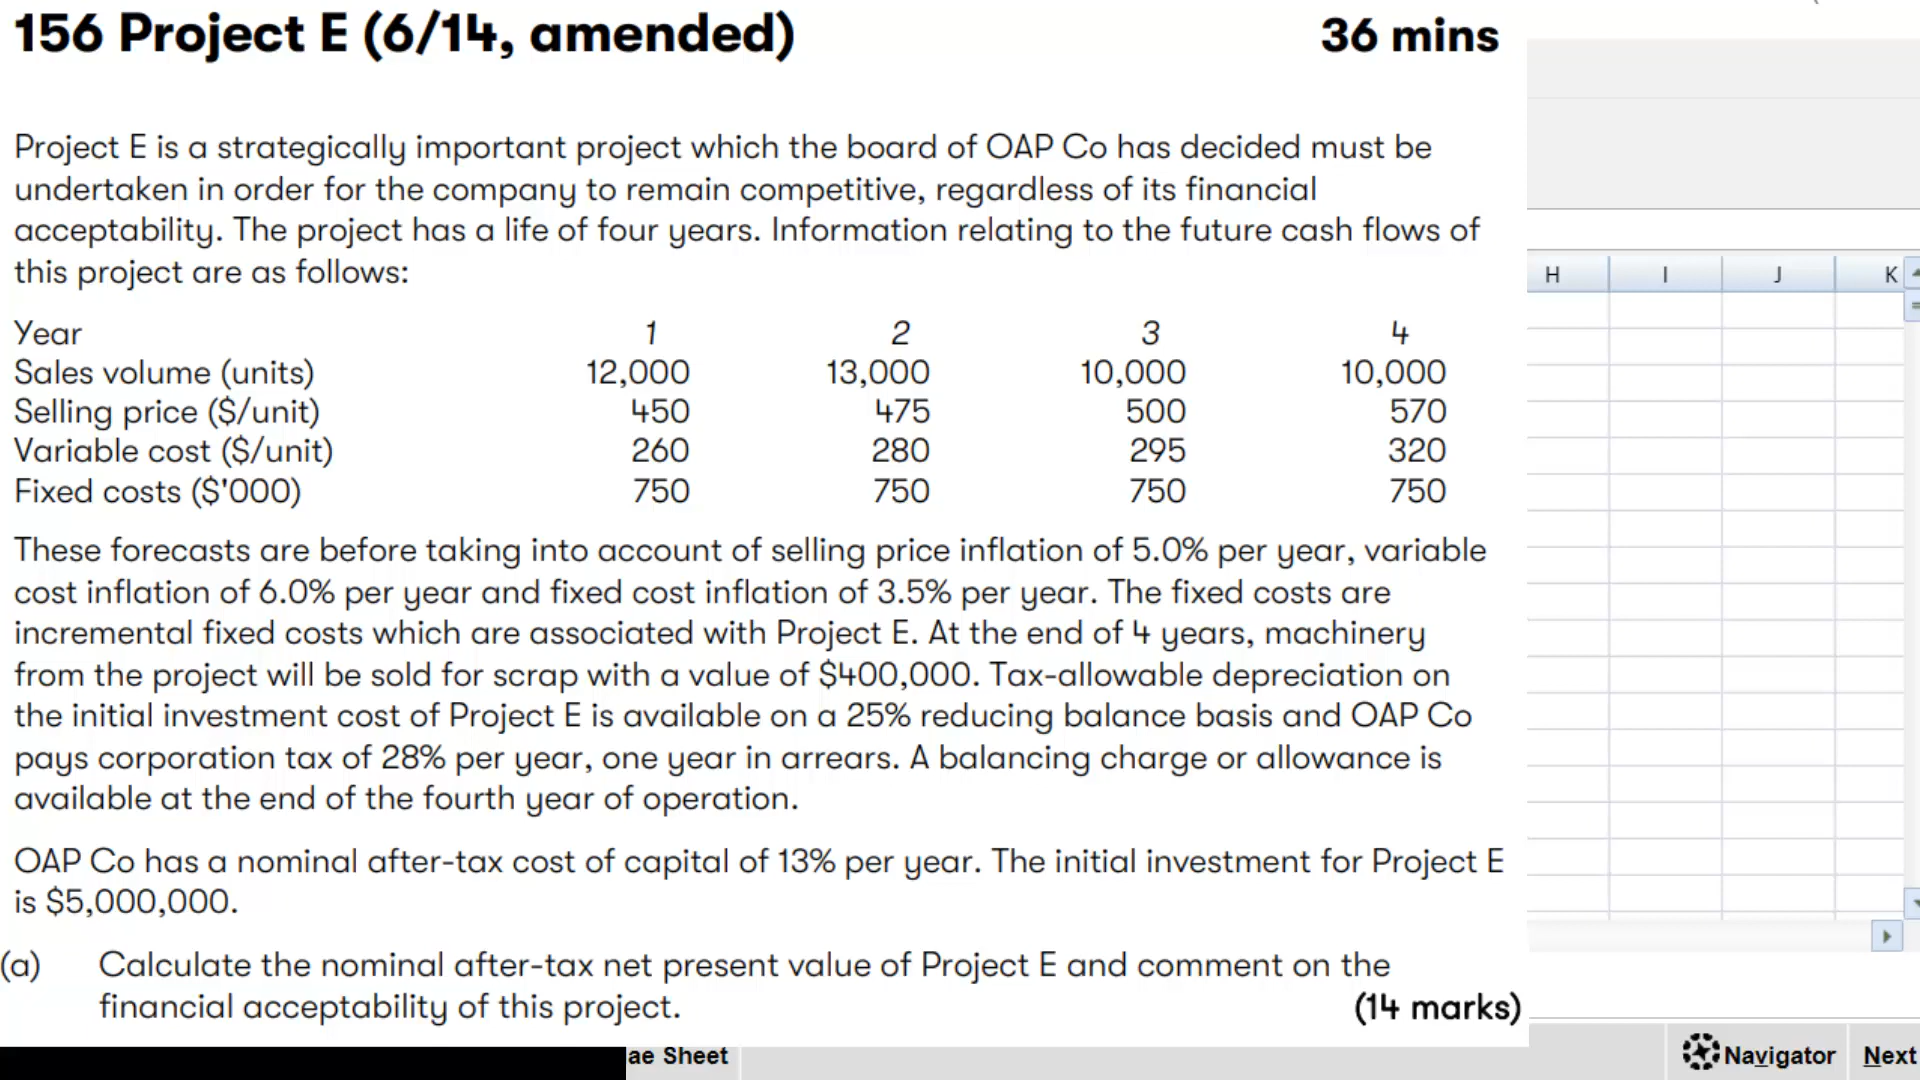 156 Project E (6/14, amended) 36 mins
Project E is a strategically important project which the board of OAP Co has decided must be
undertaken in order for the company to remain competitive, regardless of its financial
acceptability. The project has a life of four years. Information relating to the future cash flows of
this project are as follows:
Year 1 2 3 4
Sales volume (units) 12,000 13,000 10,000 10,000
Selling price ($/unit) 450 475 500 570
Variable cost ($/unit) 260 280 295 320
Fixed costs ($'000) 750 750 750 750
These forecasts are before taking into account of selling price inflation of 5.0% per year, variable
cost inflation of 6.0% per year and fixed cost inflation of 3.5% per year. The fixed costs are
incremental fixed costs which are associated with Project E. At the end of 4 years, machinery
from the project will be sold for scrap with a value of $400,000. Tax-allowable depreciation on
the initial investment cost of Project E is available on a 25% reducing balance basis and OAP Co
pays corporation tax of 28% per year, one year in arrears. A balancing charge or allowance is
available at the end of the fourth year of operation.
OAP Co has a nominal after-tax cost of capital of 13% per year. The initial investment for Project E
is $5,000,000.
(a) Calculate the nominal after-tax net present value of Project E and comment on the
financial acceptability of this project. (14 marks)
H I J K
ae Sheet
Navigator Next